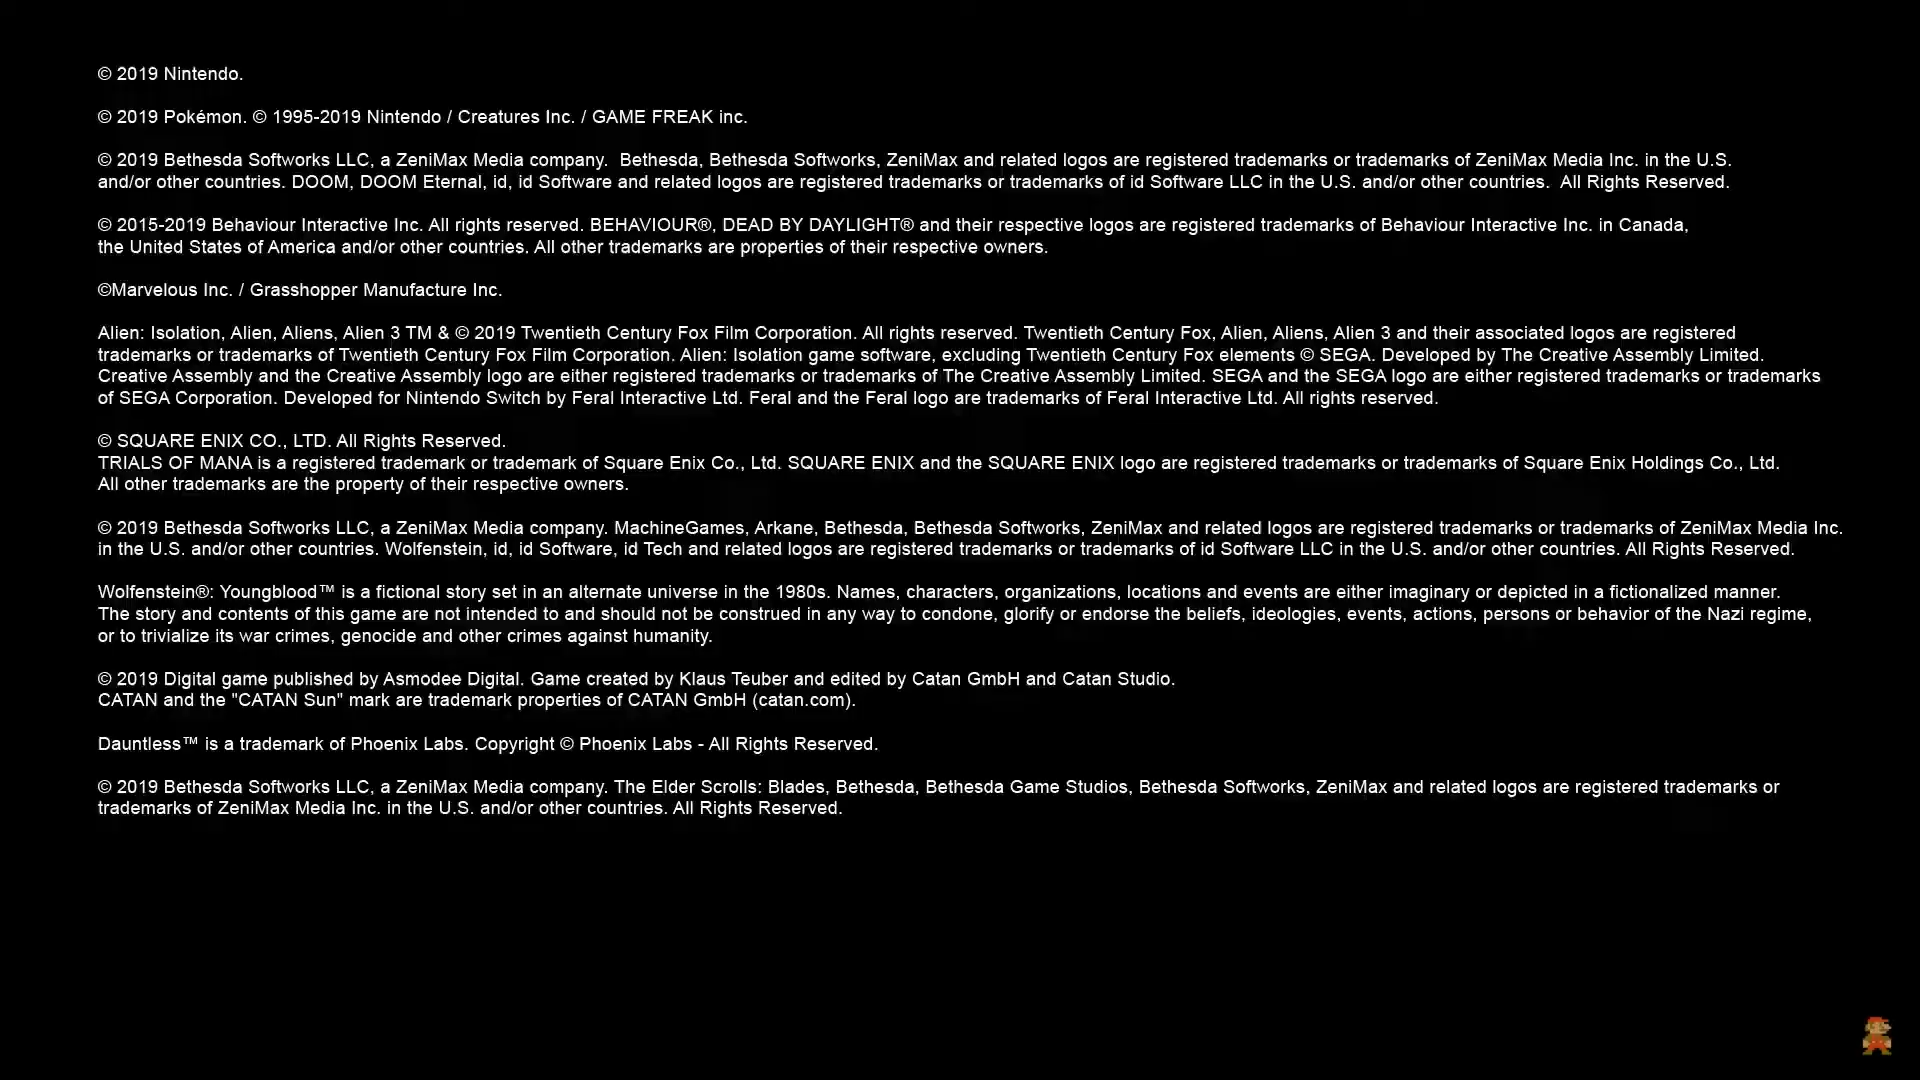 © 2019 Nintendo.
© 2019 Pokémon. © 1995-2019 Nintendo / Creatures Inc. / GAME FREAK inc.
© 2019 Bethesda Softworks LLC, a ZeniMax Media company.  Bethesda, Bethesda Softworks, ZeniMax and related logos are registered trademarks or trademarks of ZeniMax Media Inc. in the U.S.
and/or other countries. DOOM, DOOM Eternal, id, id Software and related logos are registered trademarks or trademarks of id Software LLC in the U.S. and/or other countries.  All Rights Reserved.
© 2015-2019 Behaviour Interactive Inc. All rights reserved. BEHAVIOUR®, DEAD BY DAYLIGHT® and their respective logos are registered trademarks of Behaviour Interactive Inc. in Canada,
the United States of America and/or other countries. All other trademarks are properties of their respective owners.
©Marvelous Inc. / Grasshopper Manufacture Inc.
Alien: Isolation, Alien, Aliens, Alien 3 TM & © 2019 Twentieth Century Fox Film Corporation. All rights reserved. Twentieth Century Fox, Alien, Aliens, Alien 3 and their associated logos are registered
trademarks or trademarks of Twentieth Century Fox Film Corporation. Alien: Isolation game software, excluding Twentieth Century Fox elements © SEGA. Developed by The Creative Assembly Limited.
Creative Assembly and the Creative Assembly logo are either registered trademarks or trademarks of The Creative Assembly Limited. SEGA and the SEGA logo are either registered trademarks or trademarks
of SEGA Corporation. Developed for Nintendo Switch by Feral Interactive Ltd. Feral and the Feral logo are trademarks of Feral Interactive Ltd. All rights reserved.
© SQUARE ENIX CO., LTD. All Rights Reserved.
TRIALS OF MANA is a registered trademark or trademark of Square Enix Co., Ltd. SQUARE ENIX and the SQUARE ENIX logo are registered trademarks or trademarks of Square Enix Holdings Co., Ltd.
All other trademarks are the property of their respective owners.
© 2019 Bethesda Softworks LLC, a ZeniMax Media company. MachineGames, Arkane, Bethesda, Bethesda Softworks, ZeniMax and related logos are registered trademarks or trademarks of ZeniMax Media Inc.
in the U.S. and/or other countries. Wolfenstein, id, id Software, id Tech and related logos are registered trademarks or trademarks of id Software LLC in the U.S. and/or other countries. All Rights Reserved.
Wolfenstein®: Youngblood™ is a fictional story set in an alternate universe in the 1980s. Names, characters, organizations, locations and events are either imaginary or depicted in a fictionalized manner.
The story and contents of this game are not intended to and should not be construed in any way to condone, glorify or endorse the beliefs, ideologies, events, actions, persons or behavior of the Nazi regime,
or to trivialize its war crimes, genocide and other crimes against humanity.
© 2019 Digital game published by Asmodee Digital. Game created by Klaus Teuber and edited by Catan GmbH and Catan Studio.
CATAN and the "CATAN Sun" mark are trademark properties of CATAN GmbH (catan.com).
Dauntless™ is a trademark of Phoenix Labs. Copyright © Phoenix Labs - All Rights Reserved.
© 2019 Bethesda Softworks LLC, a ZeniMax Media company. The Elder Scrolls: Blades, Bethesda, Bethesda Game Studios, Bethesda Softworks, ZeniMax and related logos are registered trademarks or
trademarks of ZeniMax Media Inc. in the U.S. and/or other countries. All Rights Reserved.